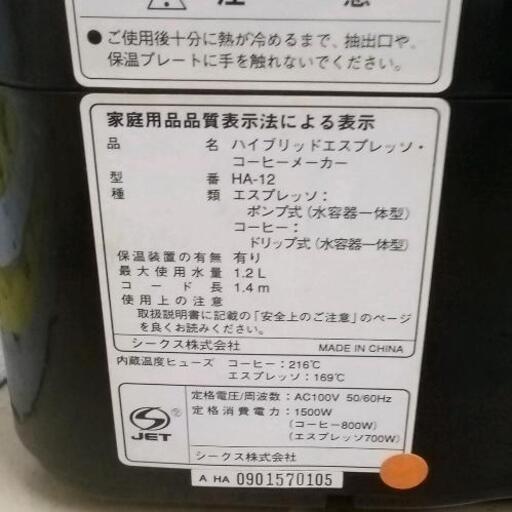 注 意
●ご使用後十分に熱が冷めるまで、抽出口や、
保温プレートに手を触れないでください。
家庭用品品質表示法による表示
品 名 ハイブリッドエスプレッソ・
コーヒーメーカー
型 番 HA-12
種 類 エスプレッソ：
ポンプ式（水容器一体型）
コーヒー：
ドリップ式（水容器一体型）
保温装置の有無 有り
最大使用水量 1.2 L
コード長 1.4 m
使用上の注意
取扱説明書に記載の「安全上のご注意」のページ
を良くお読みください。
シークス株式会社 MADE IN CHINA
内蔵温度ヒューズ コーヒー：216℃
エスプレッソ：169℃
定格電圧/周波数：AC100V 50/60Hz
定格消費電力：1500W
（コーヒー800W）
（エスプレッソ700W）
JET
®
シークス株式会社
A HA 0901570105